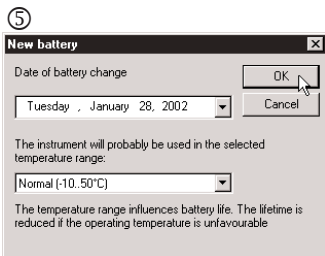 ⑤
New battery
Date of battery change
OK
Tuesday , January 28, 2002
Cancel
The instrument will probably be used in the selected
temperature range:
Normal (-10..50°C)
The temperature range influences battery life. The lifetime is
reduced if the operating temperature is unfavourable